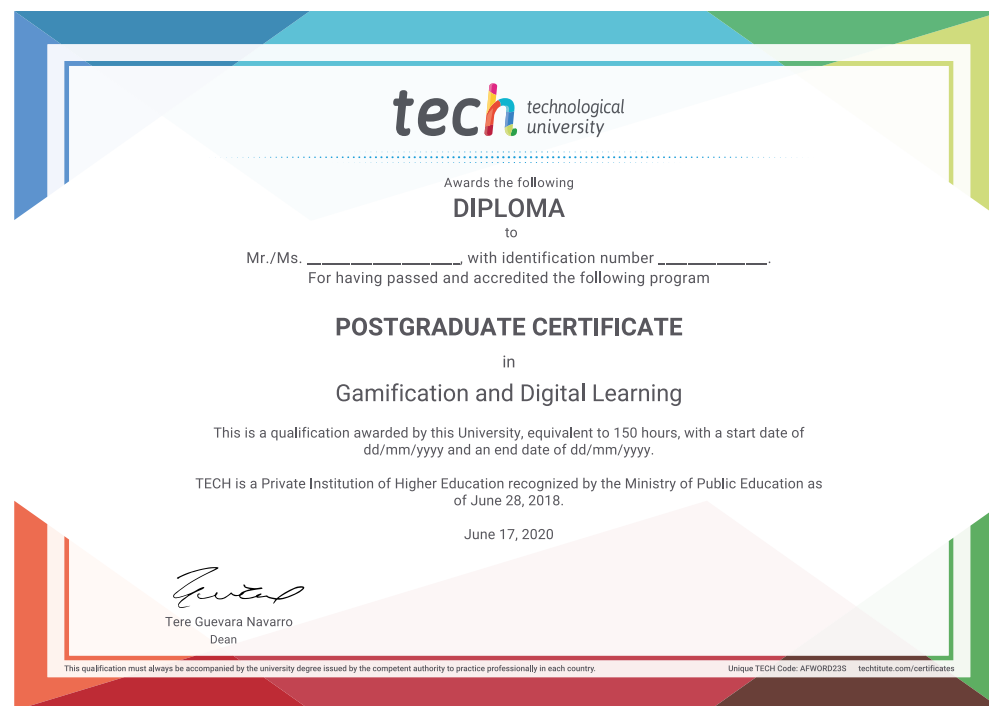 tech technological
university
Awards the following
DIPLOMA
to
Mr./Ms. _____________________, with identification number _______________.
For having passed and accredited the following program
POSTGRADUATE CERTIFICATE
in
Gamification and Digital Learning
This is a qualification awarded by this University, equivalent to 150 hours, with a start date of
dd/mm/yyyy and an end date of dd/mm/yyyy.
TECH is a Private Institution of Higher Education recognized by the Ministry of Public Education as
of June 28, 2018.
June 17, 2020
Tere Guevara Navarro
Dean
This qualification must always be accompanied by the university degree issued by the competent authority to practice professionally in each country.
Unique TECH Code: AFWORD23S techtitute.com/certificates